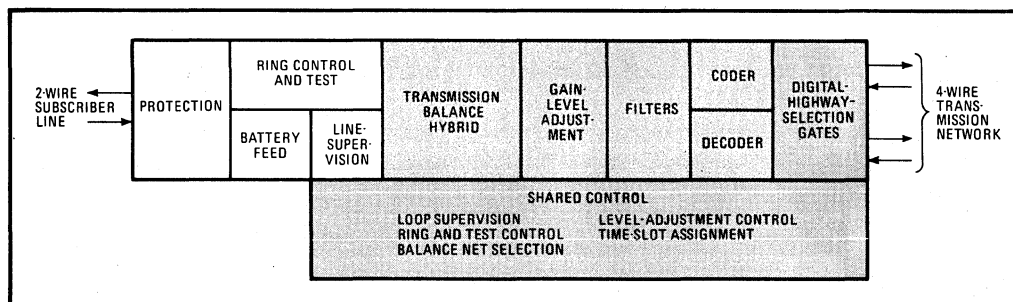 2-WIRE
SUBSCRIBER
LINE
PROTECTION
RING CONTROL
AND TEST
BATTERY
FEED
LINE-
SUPER-
VISION
TRANSMISSION
BALANCE
HYBRID
GAIN-
LEVEL
ADJUST-
MENT
FILTERS
CODER
DECODER
DIGITAL-
HIGHWAY-
SELECTION
GATES
4-WIRE
TRANS-
MISSION
NETWORK
SHARED CONTROL
LOOP SUPERVISION
RING AND TEST CONTROL
BALANCE NET SELECTION
LEVEL-ADJUSTMENT CONTROL
TIME-SLOT ASSIGNMENT